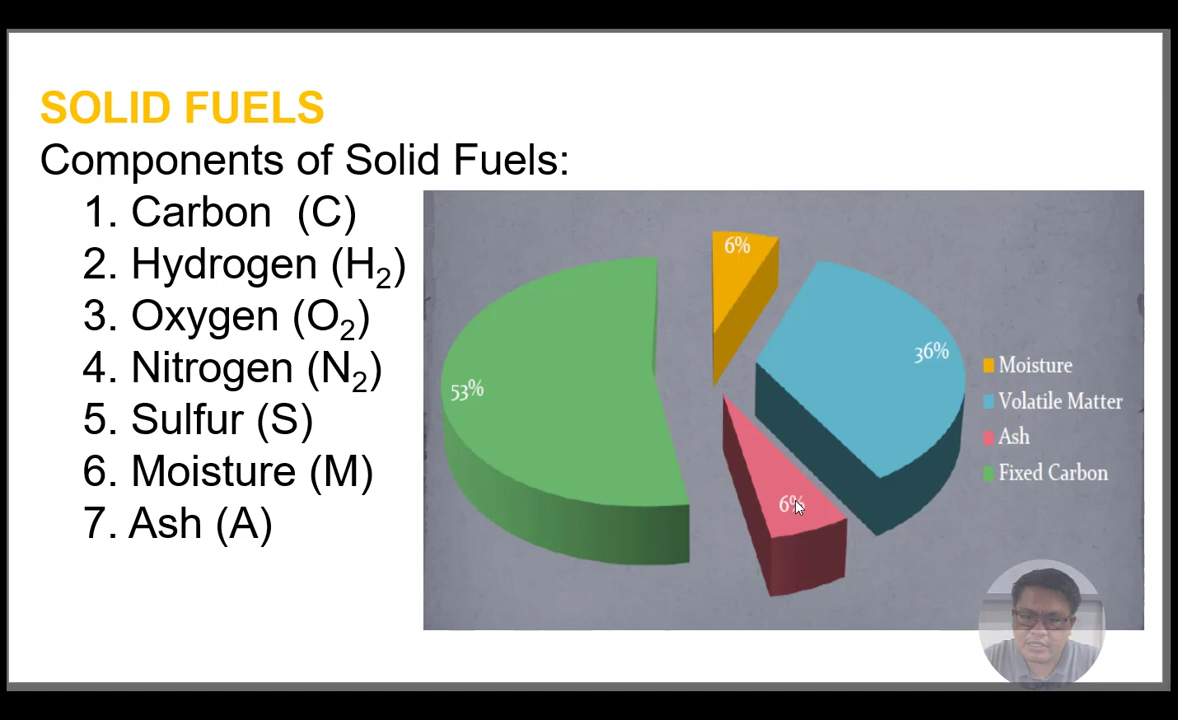 SOLID FUELS
Components of Solid Fuels:
1. Carbon (C)
2. Hydrogen (H₂)
3. Oxygen (O₂)
4. Nitrogen (N₂)
5. Sulfur (S)
6. Moisture (M)
7. Ash (A)
6%
36%
53%
6%
Moisture
Volatile Matter
Ash
Fixed Carbon